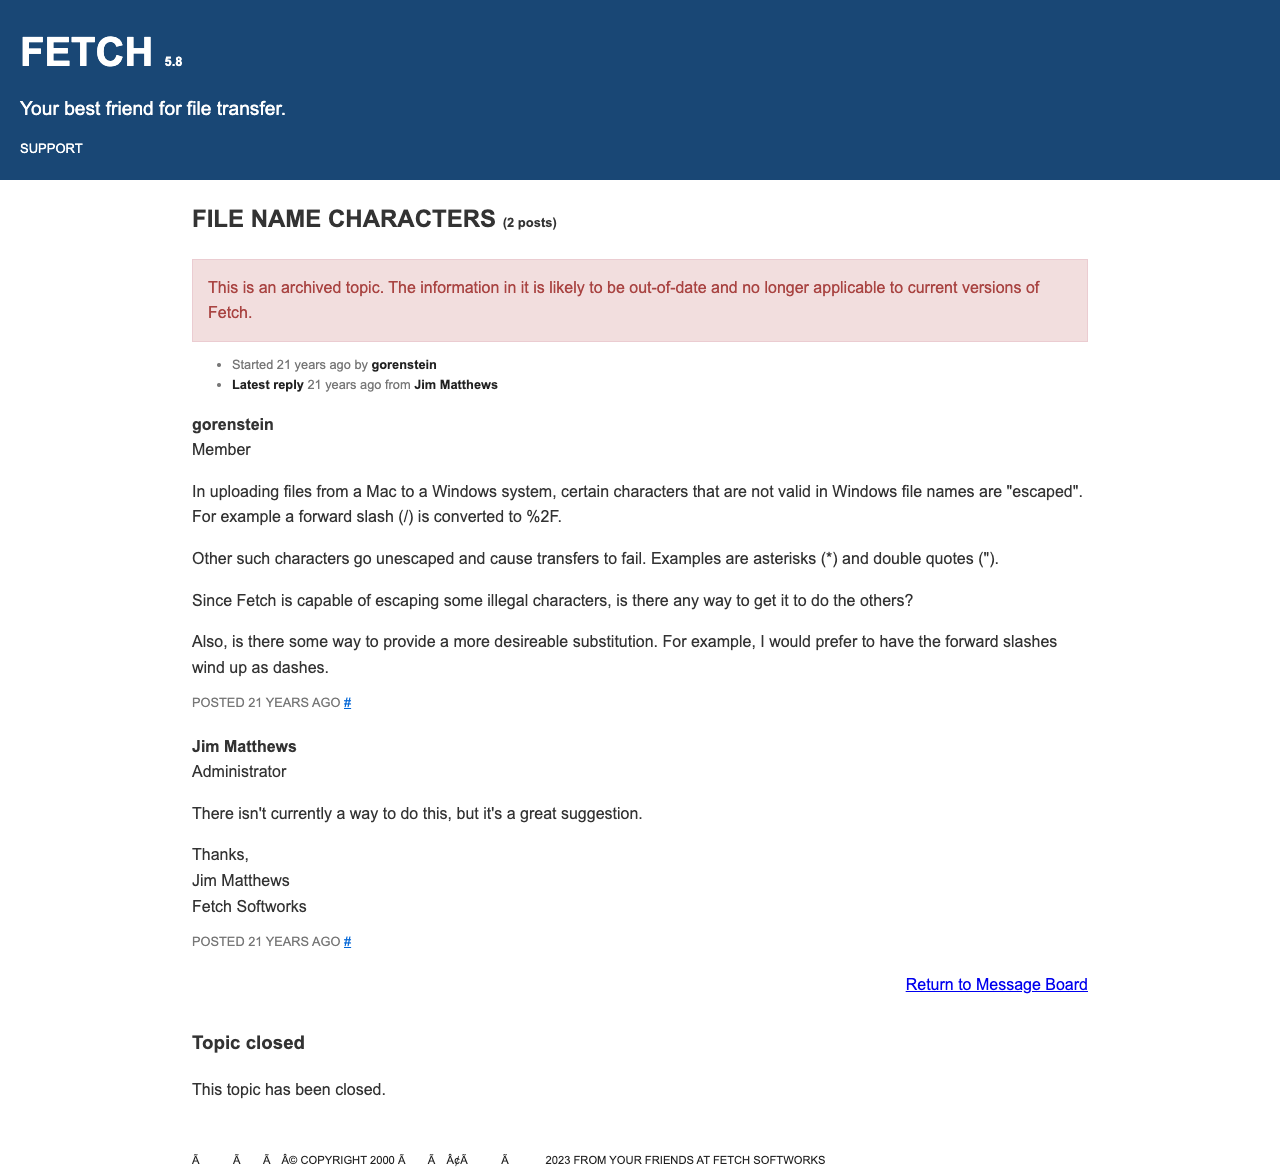 FETCH 5.8
Your best friend for file transfer.
SUPPORT
FILE NAME CHARACTERS (2 posts)
This is an archived topic. The information in it is likely to be out-of-date and no longer applicable to current versions of
Fetch.
• Started 21 years ago by gorenstein
• Latest reply 21 years ago from Jim Matthews
gorenstein
Member
In uploading files from a Mac to a Windows system, certain characters that are not valid in Windows file names are "escaped".
For example a forward slash (/) is converted to %2F.
Other such characters go unescaped and cause transfers to fail. Examples are asterisks (*) and double quotes (").
Since Fetch is capable of escaping some illegal characters, is there any way to get it to do the others?
Also, is there some way to provide a more desireable substitution. For example, I would prefer to have the forward slashes
wind up as dashes.
POSTED 21 YEARS AGO #
Jim Matthews
Administrator
There isn't currently a way to do this, but it's a great suggestion.
Thanks,
Jim Matthews
Fetch Softworks
POSTED 21 YEARS AGO #
Return to Message Board
Topic closed
This topic has been closed.
Ã Ã Ã Â© COPYRIGHT 2000 Ã Ã Â¢Ã Ã 2023 FROM YOUR FRIENDS AT FETCH SOFTWORKS